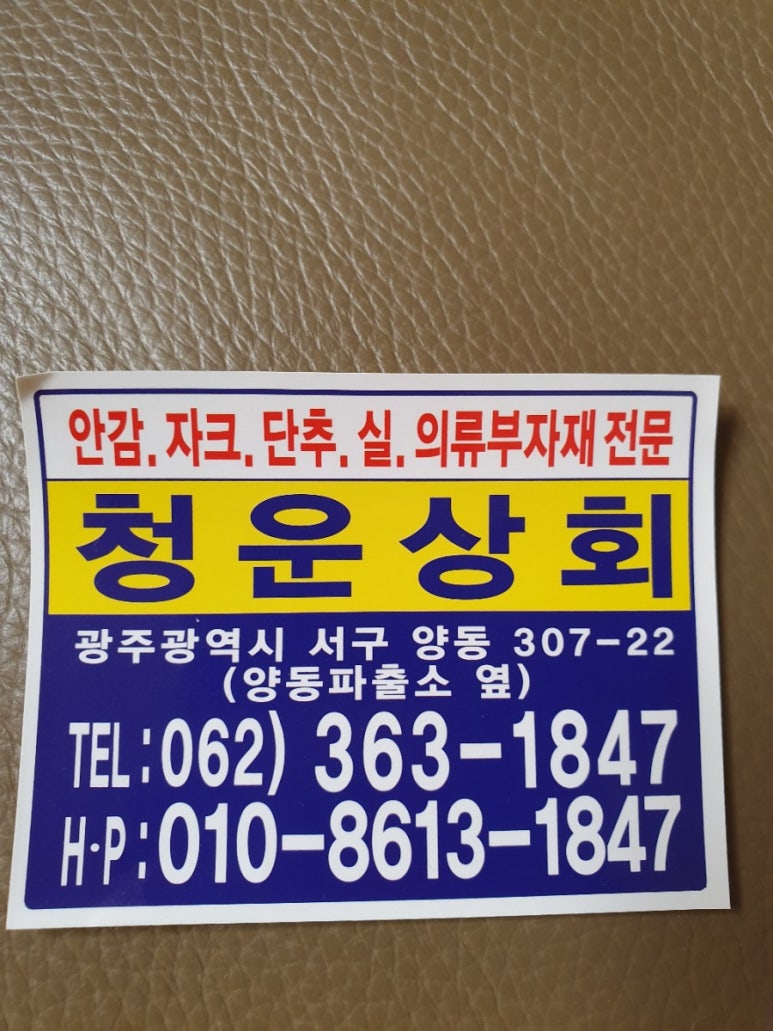 안감. 자크. 단추. 실. 의류부자재 전문
청운상회
광주광역시 서구 양동 307-22
(양동파출소 옆)
TEL:062) 363-1847
H·P:010-8613-1847